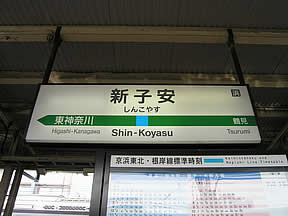 新子安
浜
しんこやす
東神奈川
鶴見
Higashi-Kanagawa
Shin-Koyasu
Tsurumi
京浜東北・根岸線標準時刻